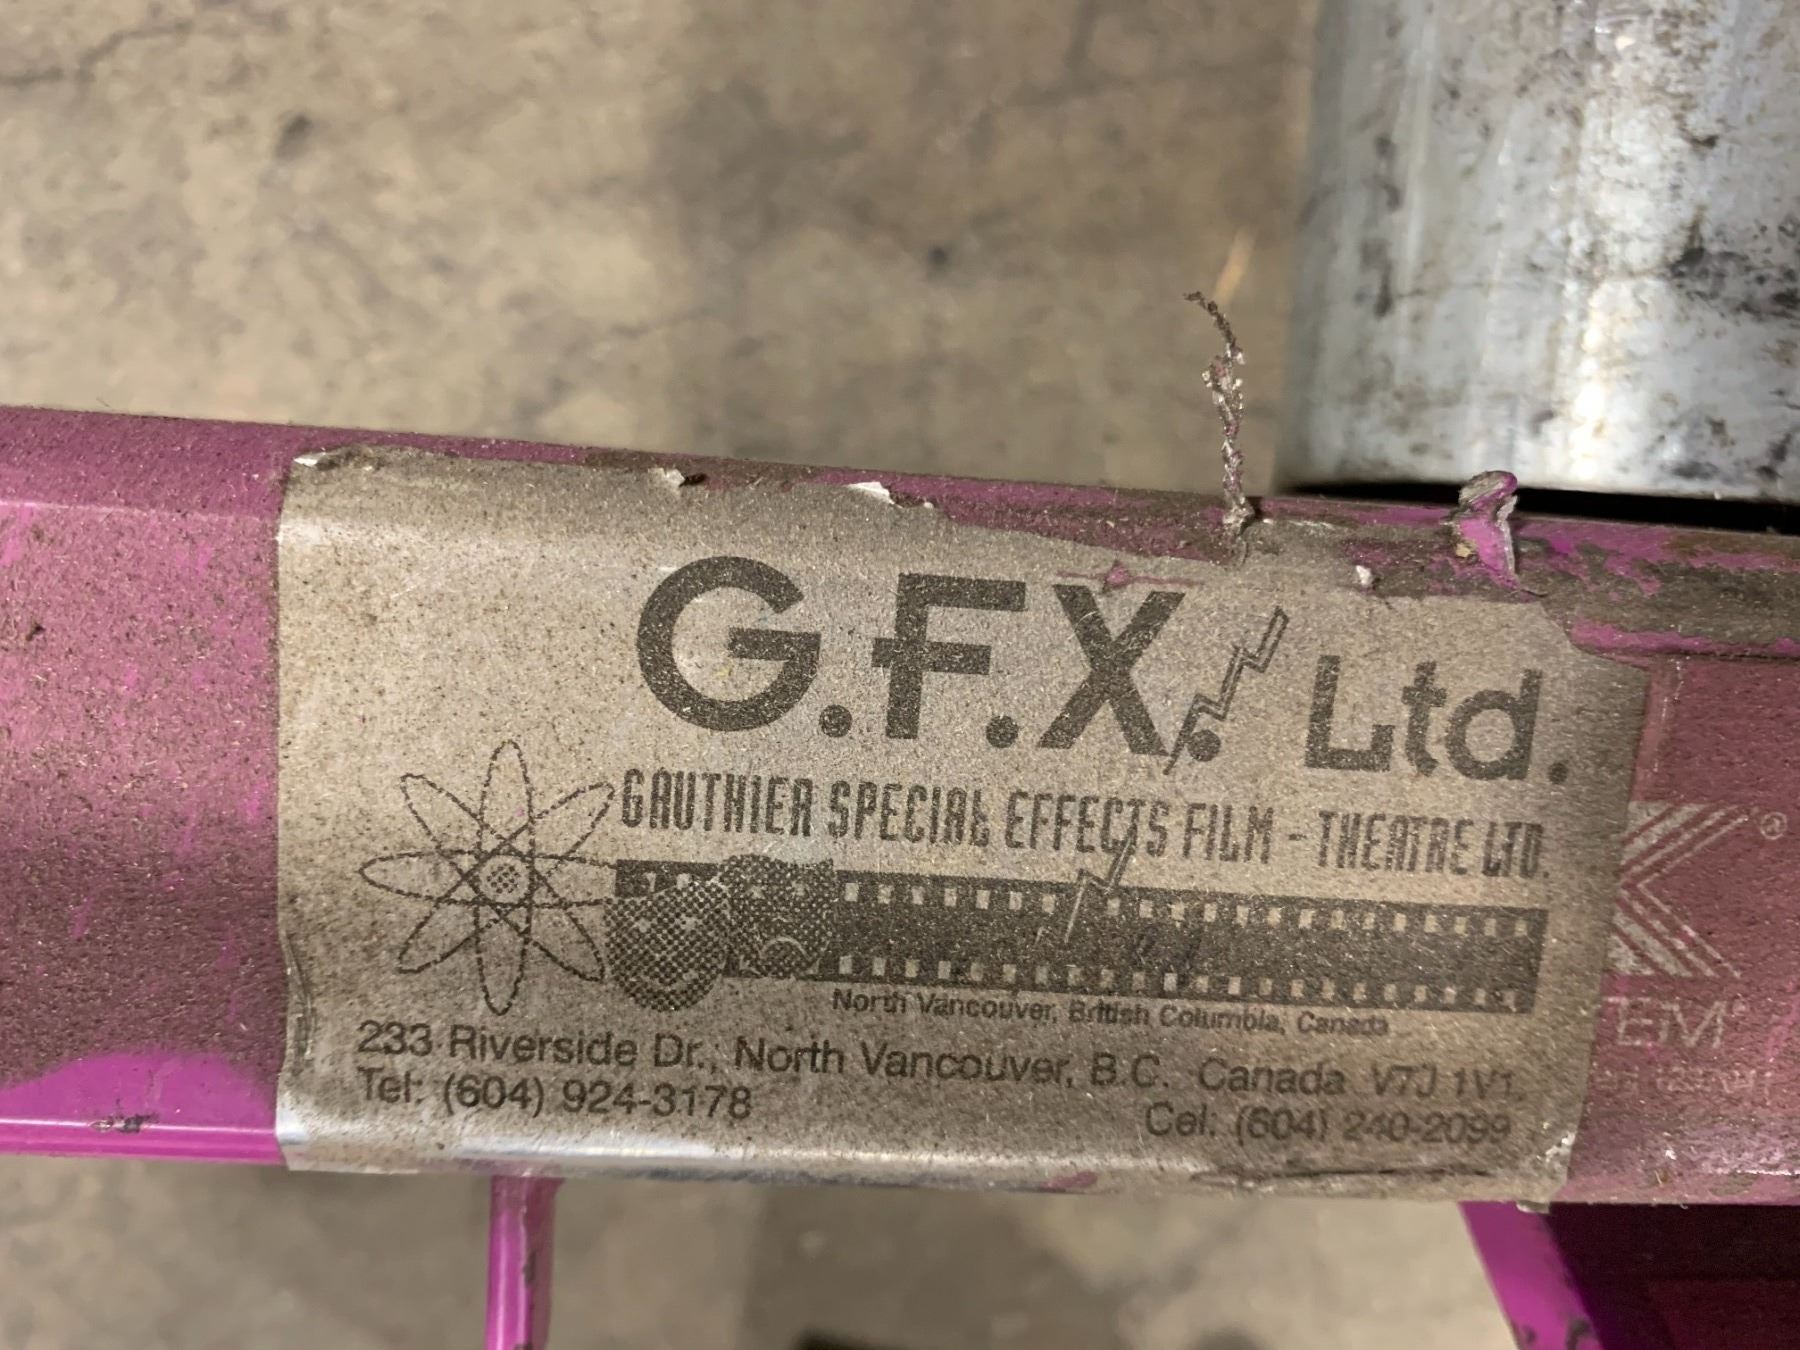 G.F.X. Ltd.
GAUTHIER SPECIAL EFFECTS FILM - THEATRE LTD.
North Vancouver, British Columbia, Canada
233 Riverside Dr., North Vancouver, B.C. Canada V7J 1V1,
Tel: (604) 924-3178
Cel. (604) 240-2099
®
TEM